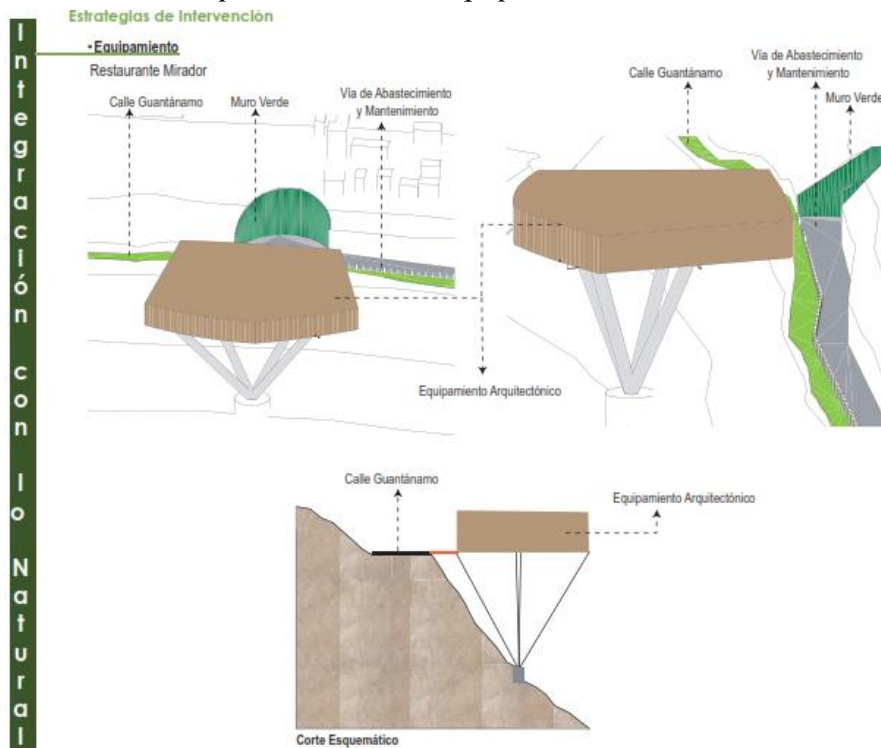 Estrategias de Intervención
Integración con lo Natural
•Equipamiento
Restaurante Mirador
Calle Guantánamo
Muro Verde
Vía de Abastecimiento
y Mantenimiento
Calle Guantánamo
Vía de Abastecimiento
y Mantenimiento
Muro Verde
Equipamiento Arquitectónico
Calle Guantánamo
Equipamiento Arquitectónico
Corte Esquemático